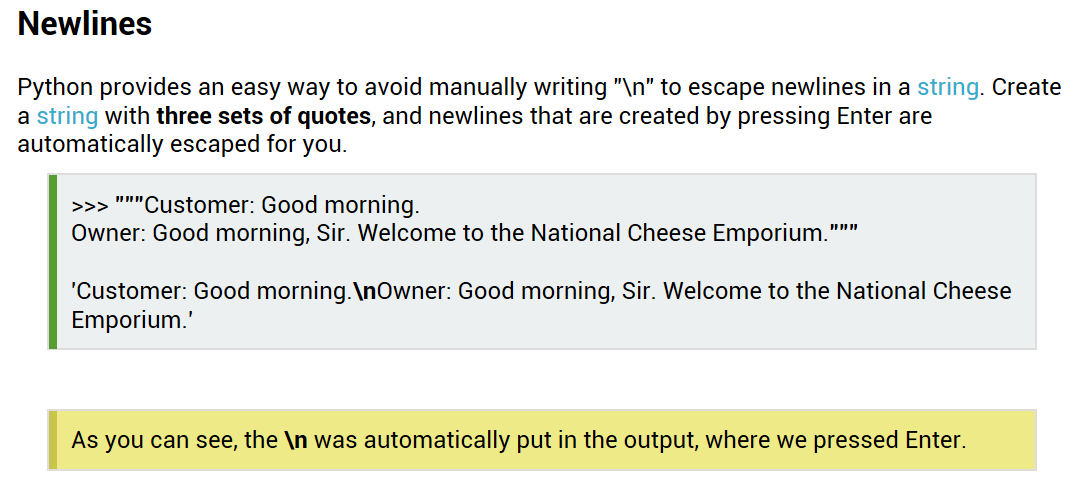 Newlines
Python provides an easy way to avoid manually writing "\n" to escape newlines in a string. Create
a string with three sets of quotes, and newlines that are created by pressing Enter are
automatically escaped for you.
>>> """Customer: Good morning.
Owner: Good morning, Sir. Welcome to the National Cheese Emporium."""
'Customer: Good morning.\nOwner: Good morning, Sir. Welcome to the National Cheese
Emporium.'
As you can see, the \n was automatically put in the output, where we pressed Enter.